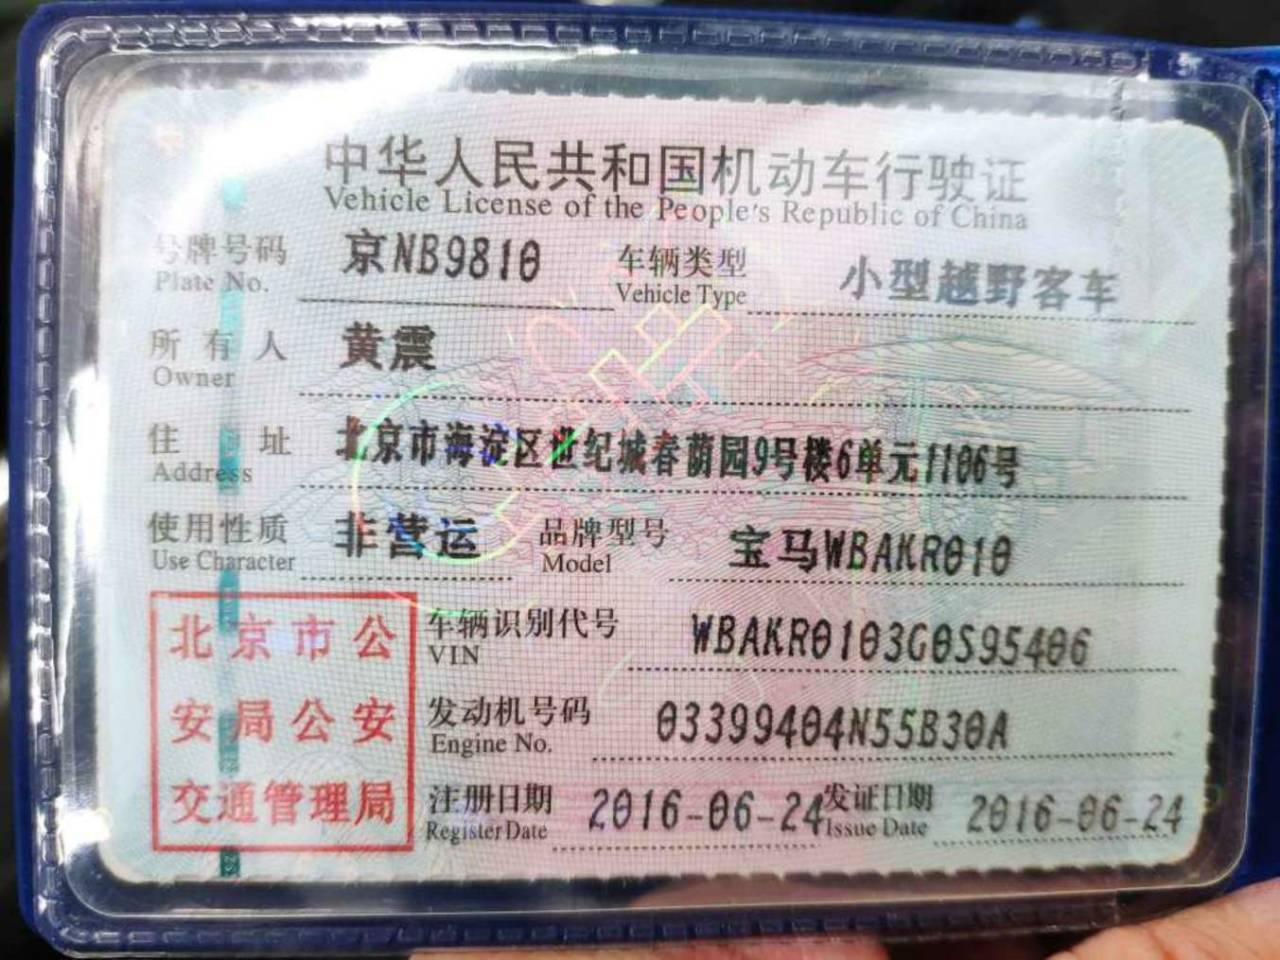 中华人民共和国机动车行驶证
Vehicle License of the People's Republic of China
号牌号码 京NB9810 车辆类型 小型越野客车
Plate No. Vehicle Type
所有人 黄震
Owner
住址 北京市海淀区世纪城春荫园9号楼6单元1106号
Address
使用性质 非营运 品牌型号 宝马WBAKR010
Use Character Model
北京市公
安局公安
交通管理局
车辆识别代号 WBAKR0103G0S95406
VIN
发动机号码 03399404N55B30A
Engine No.
注册日期 2016-06-24 发证日期 2016-06-24
Register Date Issue Date